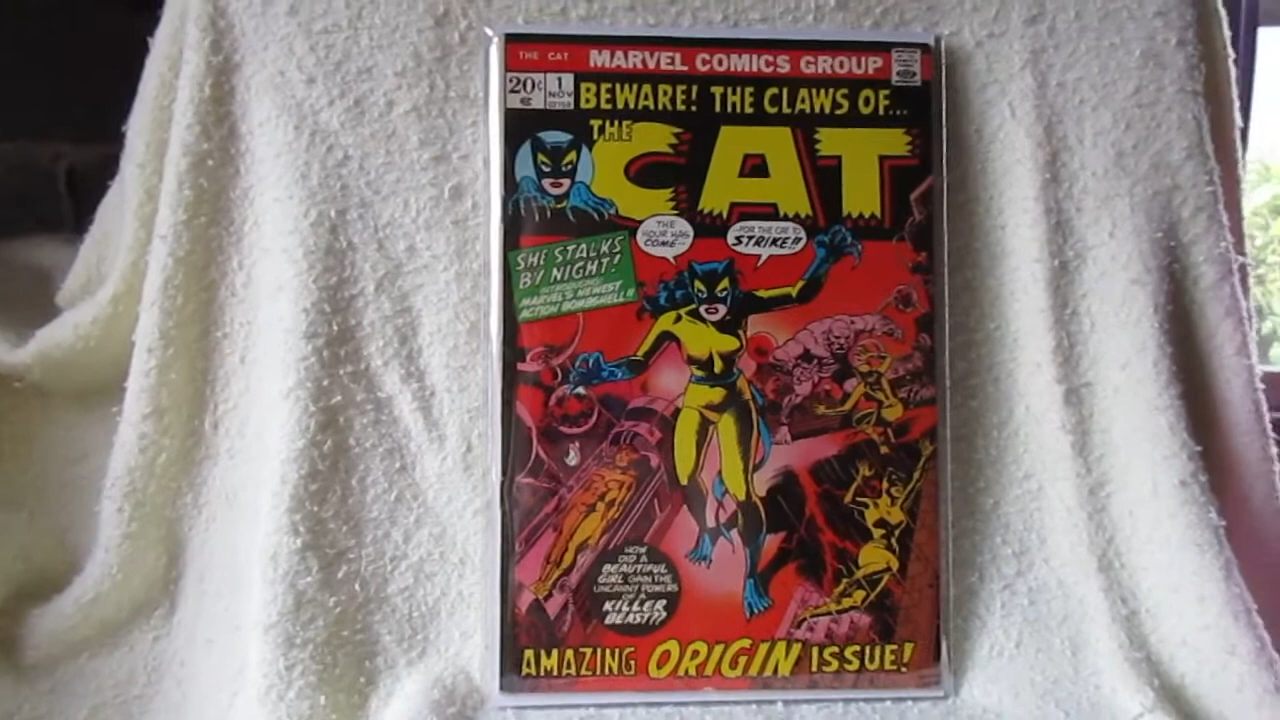 THE CAT MARVEL COMICS GROUP
20¢ 1
NOV
BEWARE! THE CLAWS OF...
THE
CAT
THE
HOUR HAS
COME--
--FOR THE CAT TO
STRIKE!!
SHE STALKS
BY NIGHT!
INTRODUCING
MARVEL'S NEWEST
ACTION BOMBSHELL!!
HOW
DID A
BEAUTIFUL
GIRL GAIN THE
UNCANNY POWERS
OF A
KILLER
BEAST??
AMAZING ORIGIN ISSUE!